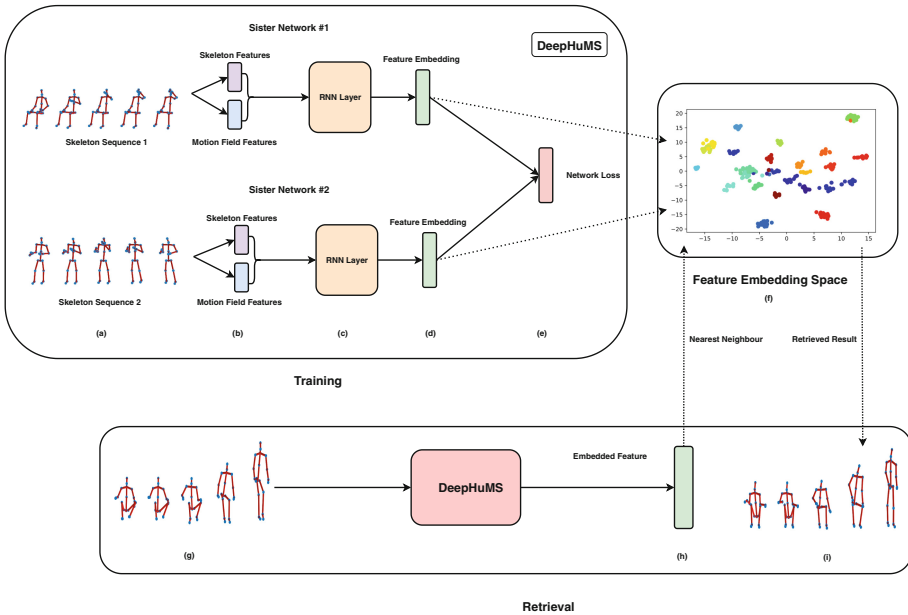 Sister Network #1
DeepHuMS
Skeleton Features
Feature Embedding
RNN Layer
Skeleton Sequence 1
Motion Field Features
Network Loss
Sister Network #2
Skeleton Features
Feature Embedding
RNN Layer
Skeleton Sequence 2
Motion Field Features
(a)
(b)
(c)
(d)
(e)
Training
20
15
10
5
0
−5
−10
−15
−20
−15
−10
−5
0
5
10
15
Feature Embedding Space
(f)
Nearest Neighbour
Retrieved Result
DeepHuMS
Embedded Feature
(g)
(h)
(i)
Retrieval